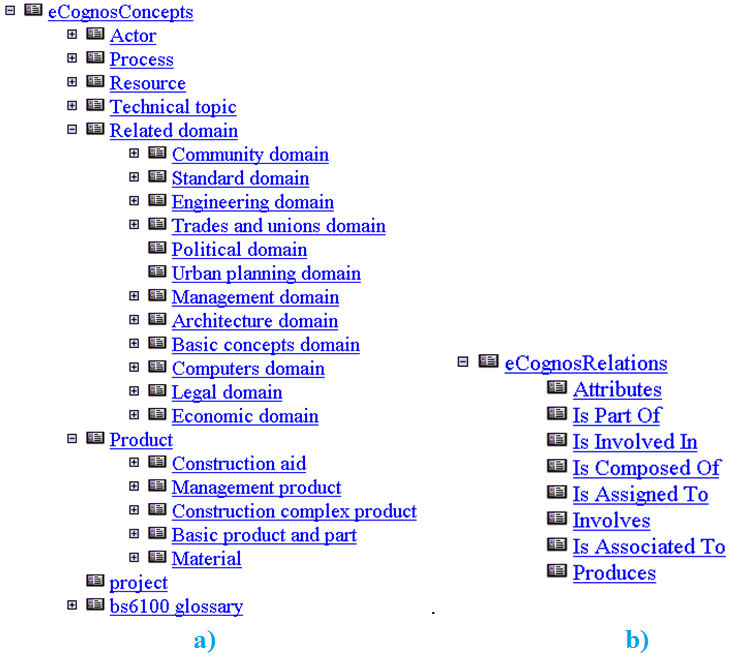 eCognosConcepts
Actor
Process
Resource
Technical topic
Related domain
Community domain
Standard domain
Engineering domain
Trades and unions domain
Political domain
Urban planning domain
Management domain
Architecture domain
Basic concepts domain
Computers domain
Legal domain
Economic domain
Product
Construction aid
Management product
Construction complex product
Basic product and part
Material
project
bs6100 glossary
.
a)
eCognosRelations
Attributes
Is Part Of
Is Involved In
Is Composed Of
Is Assigned To
Involves
Is Associated To
Produces
b)